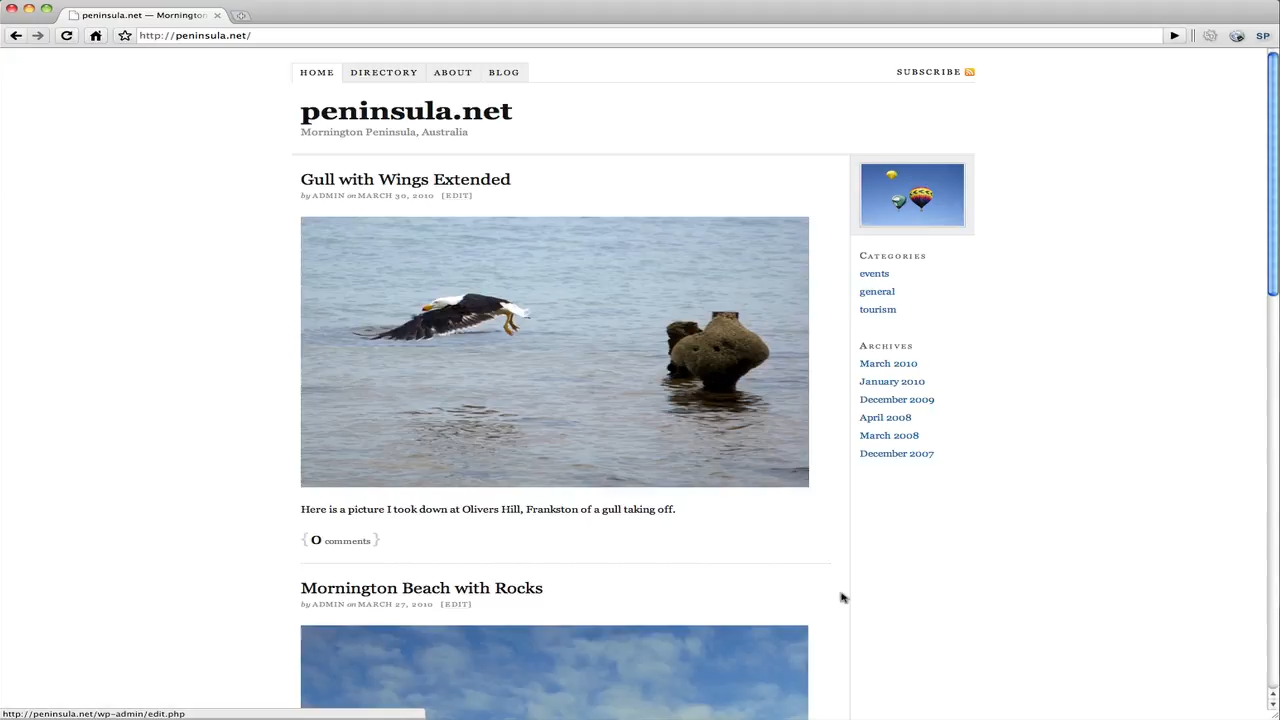 peninsula.net — Mornington
http://peninsula.net/
SP
HOME DIRECTORY ABOUT BLOG
SUBSCRIBE
peninsula.net
Mornington Peninsula, Australia
Gull with Wings Extended
by ADMIN on MARCH 30, 2010 [EDIT]
Here is a picture I took down at Olivers Hill, Frankston of a gull taking off.
{ 0 comments }
Mornington Beach with Rocks
by ADMIN on MARCH 27, 2010 [EDIT]
Categories
events
general
tourism
Archives
March 2010
January 2010
December 2009
April 2008
March 2008
December 2007
http://peninsula.net/wp-admin/edit.php